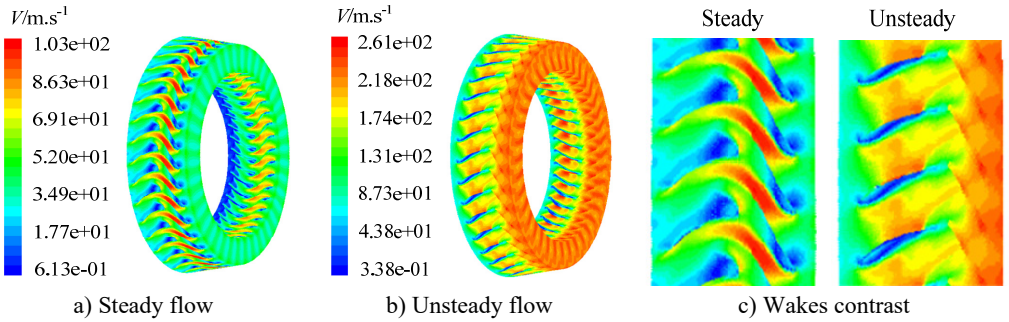 V/m.s⁻¹
1.03e+02
8.63e+01
6.91e+01
5.20e+01
3.49e+01
1.77e+01
6.13e-01
a) Steady flow
V/m.s⁻¹
2.61e+02
2.18e+02
1.74e+02
1.31e+02
8.73e+01
4.38e+01
3.38e-01
b) Unsteady flow
Steady
Unsteady
c) Wakes contrast